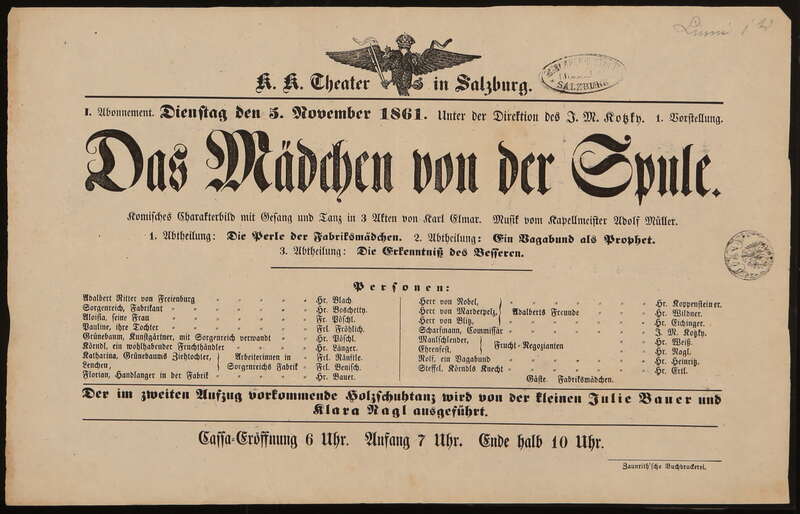 K. K. Theater in Salzburg.
SALZBURG
I. Abonnement. Dienstag den 5. November 1861. Unter der Direktion des J. M. Kotzky. 1. Vorstellung.
Das Mädchen von der Spule.
Komisches Charakterbild mit Gesang und Tanz in 3 Akten von Karl Elmar. Musik vom Kapellmeister Adolf Müller.
1. Abtheilung: Die Perle der Fabriksmädchen. 2. Abtheilung: Ein Vagabund als Prophet.
3. Abtheilung: Die Erkenntniß des Besseren.
Personen:
Adalbert Ritter von Freienburg " " " " " Hr. Blach
Sorgenreich, Fabrikant " " " " " " Hr. Boschetty.
Aloisia, seine Frau " " " " " " Fr. Pöschl.
Pauline, ihre Tochter " " " " " " Frl. Fröhlich.
Grünebaum, Kunstgärtner, mit Sorgenreich verwandt " " Hr. Pöschl.
Körndl, ein wohlhabender Fruchthändler " " " " Hr. Länger.
Katharina, Grünebaums Ziehtochter, Arbeiterinnen in " Frl. Mänttle.
Lenchen, " " " Sorgenreichs Fabrik " Frl. Benisch.
Florian, Handlanger in der Fabrik " " " " " Hr. Bauer.
Herr von Nobel, " " " " Hr. Koppensteiner.
Herr von Marderpelz, Adalberts Freunde " " " Hr. Wildner.
Herr von Blitz, " " " " Hr. Eichinger.
Scharfmann, Commissär " " " " " " J. M. Kotzky.
Maulschlender, Frucht-Negozianten " " " " Hr. Weiß.
Ehrenfest, " " " " Hr. Nagl.
Rolf, ein Vagabund " " " " " " Hr. Heinritz.
Steffel, Körndls Knecht " " " " " " Hr. Ertl.
Gäste. Fabriksmädchen.
Der im zweiten Aufzug vorkommende Holzschuhtanz wird von der kleinen Julie Bauer und
Klara Nagl ausgeführt.
Cassa-Eröffnung 6 Uhr. Anfang 7 Uhr. Ende halb 10 Uhr.
Zaunrith'sche Buchdruckerei.